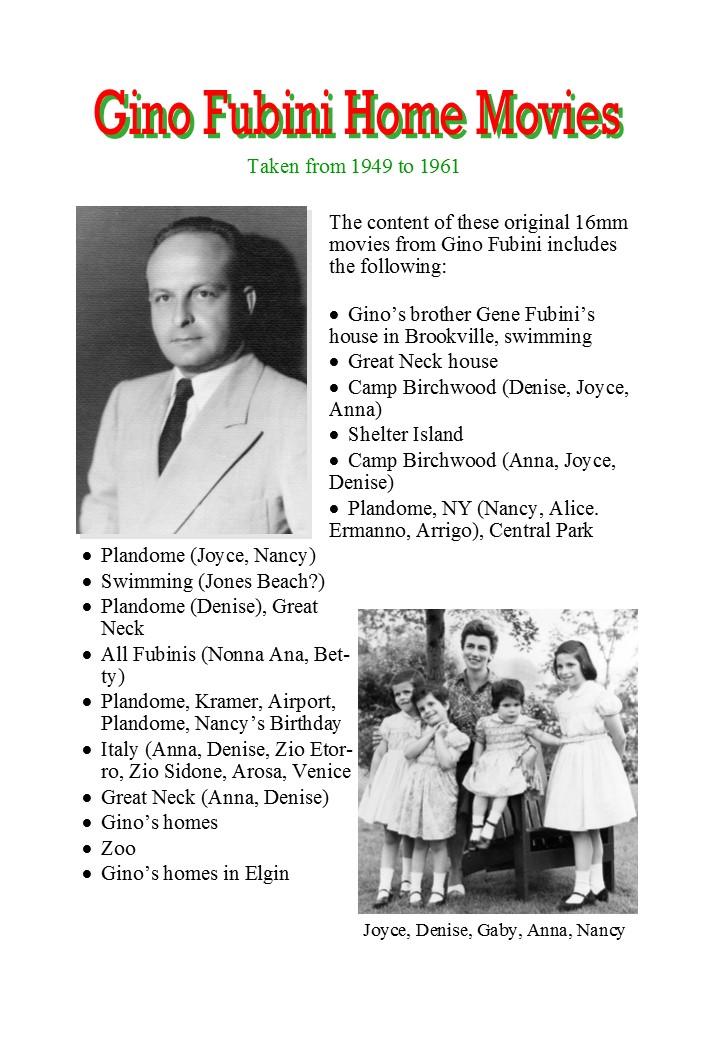 Gino Fubini Home Movies
Taken from 1949 to 1961
The content of these original 16mm
movies from Gino Fubini includes
the following:
• Gino’s brother Gene Fubini’s
house in Brookville, swimming
• Great Neck house
• Camp Birchwood (Denise, Joyce,
Anna)
• Shelter Island
• Camp Birchwood (Anna, Joyce,
Denise)
• Plandome, NY (Nancy, Alice.
Ermanno, Arrigo), Central Park
• Plandome (Joyce, Nancy)
• Swimming (Jones Beach?)
• Plandome (Denise), Great
Neck
• All Fubinis (Nonna Ana, Bet-
ty)
• Plandome, Kramer, Airport,
Plandome, Nancy’s Birthday
• Italy (Anna, Denise, Zio Etor-
ro, Zio Sidone, Arosa, Venice
• Great Neck (Anna, Denise)
• Gino’s homes
• Zoo
• Gino’s homes in Elgin
Joyce, Denise, Gaby, Anna, Nancy